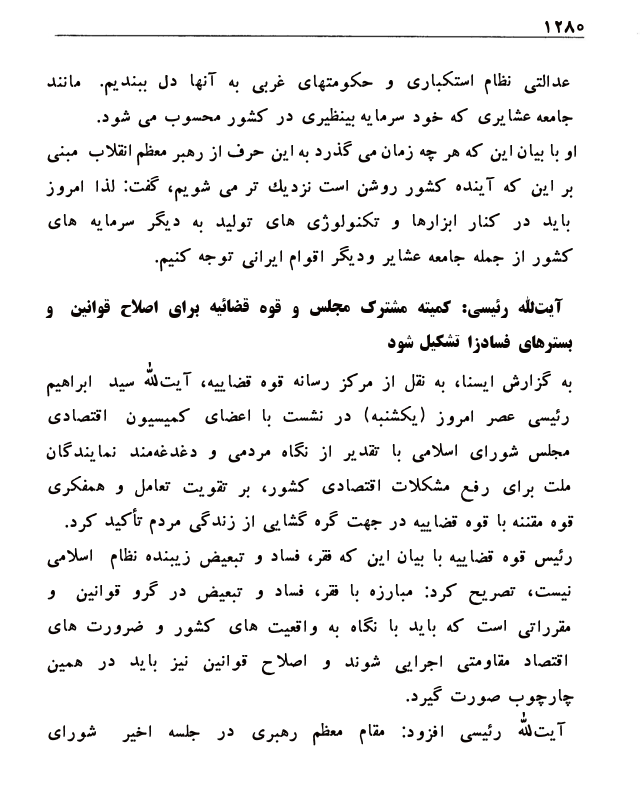 ۱۲۸۰
عدالتی نظام استکباری و حکومتهای غربی به آنها دل ببندیم. مانند
جامعه عشایری که خود سرمایه بینظیری در کشور محسوب می شود.
او با بیان این که هر چه زمان می گذرد به این حرف از رهبر معظم انقلاب مبنی
بر این که آینده کشور روشن است نزدیك تر می شویم، گفت: لذا امروز
باید در کنار ابزارها و تکنولوژی های تولید به دیگر سرمایه های
کشور از جمله جامعه عشایر ودیگر اقوام ایرانی توجه کنیم.
آیت‌الله رئیسی: کمیته مشترک مجلس و قوه قضائیه برای اصلاح قوانین و
بسترهای فسادزا تشکیل شود
به گزارش ایسنا، به نقل از مرکز رسانه قوه قضاییه، آیت‌الله سید ابراهیم
رئیسی عصر امروز (یکشنبه) در نشست با اعضای کمیسیون اقتصادی
مجلس شورای اسلامی با تقدیر از نگاه مردمی و دغدغه‌مند نمایندگان
ملت برای رفع مشکلات اقتصادی کشور، بر تقویت تعامل و همفکری
قوه مقننه با قوه قضاییه در جهت گره گشایی از زندگی مردم تأکید کرد.
رئیس قوه قضاییه با بیان این که فقر، فساد و تبعیض زیبنده نظام اسلامی
نیست، تصریح کرد: مبارزه با فقر، فساد و تبعیض در گرو قوانین و
مقرراتی است که باید با نگاه به واقعیت های کشور و ضرورت های
اقتصاد مقاومتی اجرایی شوند و اصلاح قوانین نیز باید در همین
چارچوب صورت گیرد.
آیت‌الله رئیسی افزود: مقام معظم رهبری در جلسه اخیر شورای